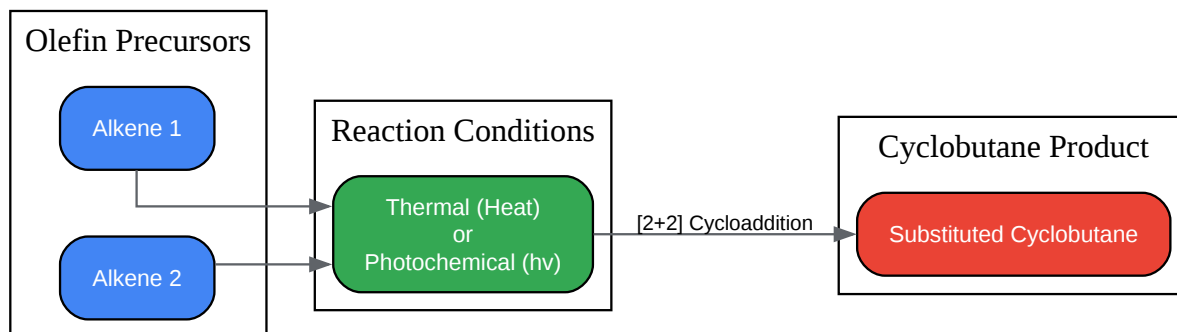 Olefin Precursors
Alkene 1
Alkene 2
Reaction Conditions
Thermal (Heat)
or
Photochemical (hv)
[2+2] Cycloaddition
Cyclobutane Product
Substituted Cyclobutane